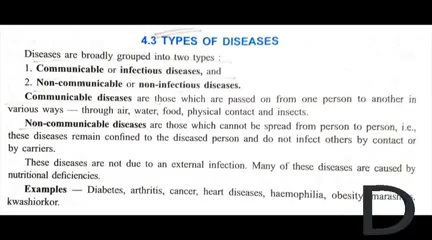 4.3 TYPES OF DISEASES
Diseases are broadly grouped into two types :
1. Communicable or infectious diseases, and
2. Non-communicable or non-infectious diseases.
Communicable diseases are those which are passed on from one person to another in
various ways — through air, water, food, physical contact and insects.
Non-communicable diseases are those which cannot be spread from person to person, i.e.,
these diseases remain confined to the diseased person and do not infect others by contact or
by carriers.
These diseases are not due to an external infection. Many of these diseases are caused by
nutritional deficiencies.
Examples — Diabetes, arthritis, cancer, heart diseases, haemophilia, obesity,
kwashiorkor.
D